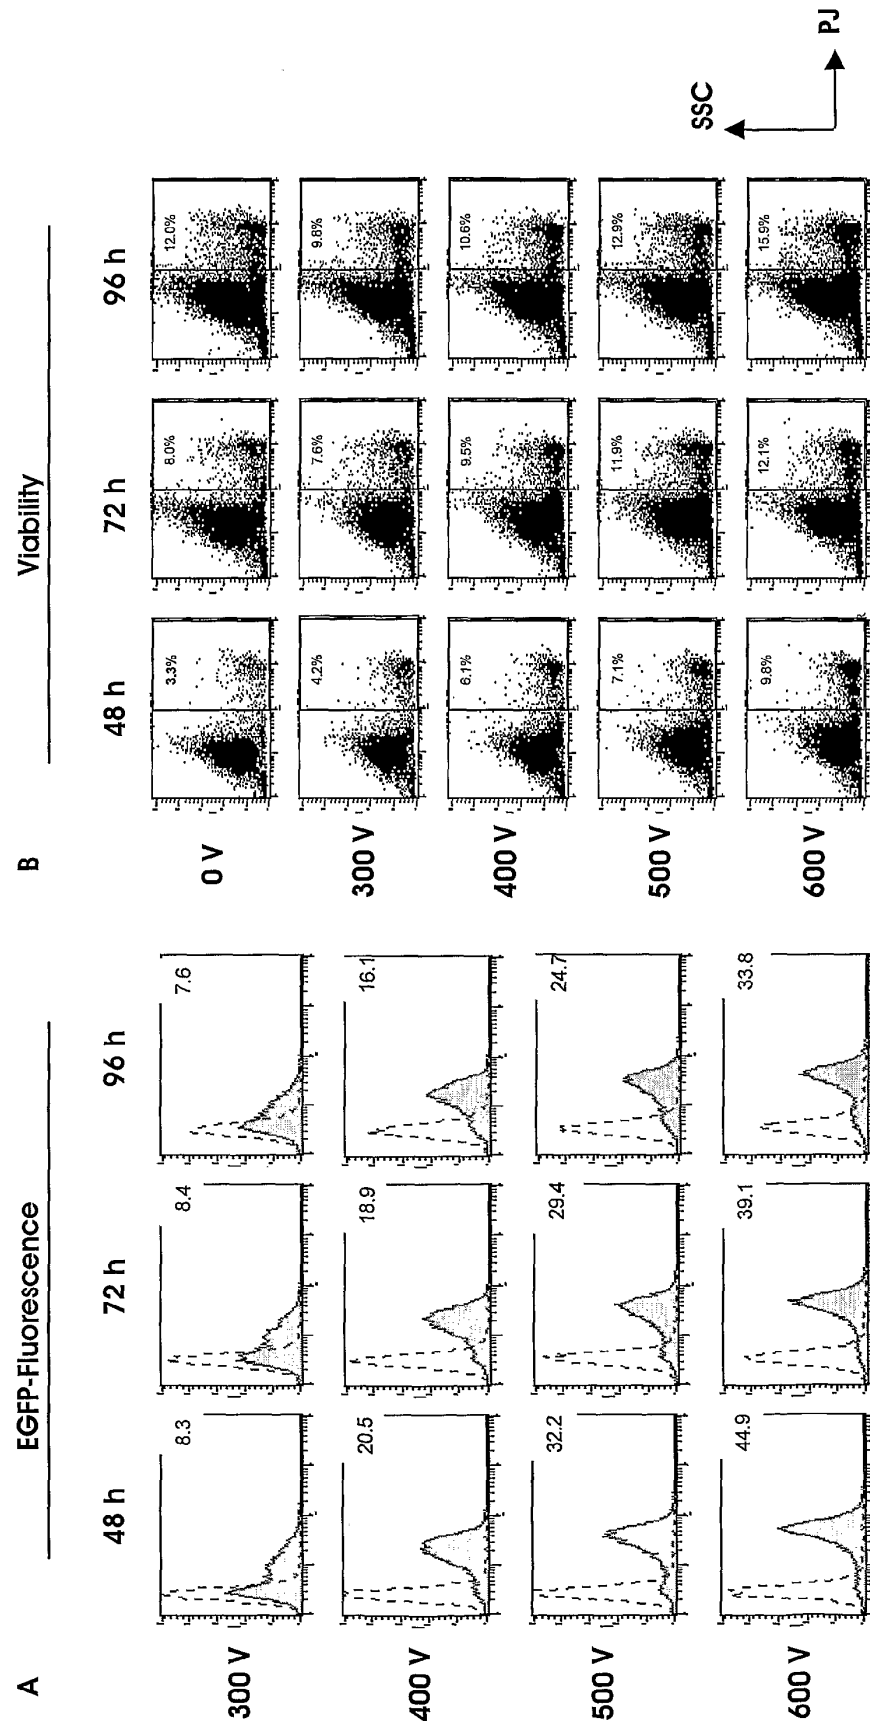 A
EGFP-Fluorescence
48 h 72 h 96 h
300 V 8.3 8.4 7.6
400 V 20.5 18.9 16.1
500 V 32.2 29.4 24.7
600 V 44.9 39.1 33.8
B
Viability
48 h 72 h 96 h
0 V 3.3% 8.0% 12.0%
300 V 4.2% 7.6% 9.8%
400 V 6.1% 9.5% 10.6%
500 V 7.1% 11.9% 12.9%
600 V 9.8% 12.1% 15.9%
SSC
PJ